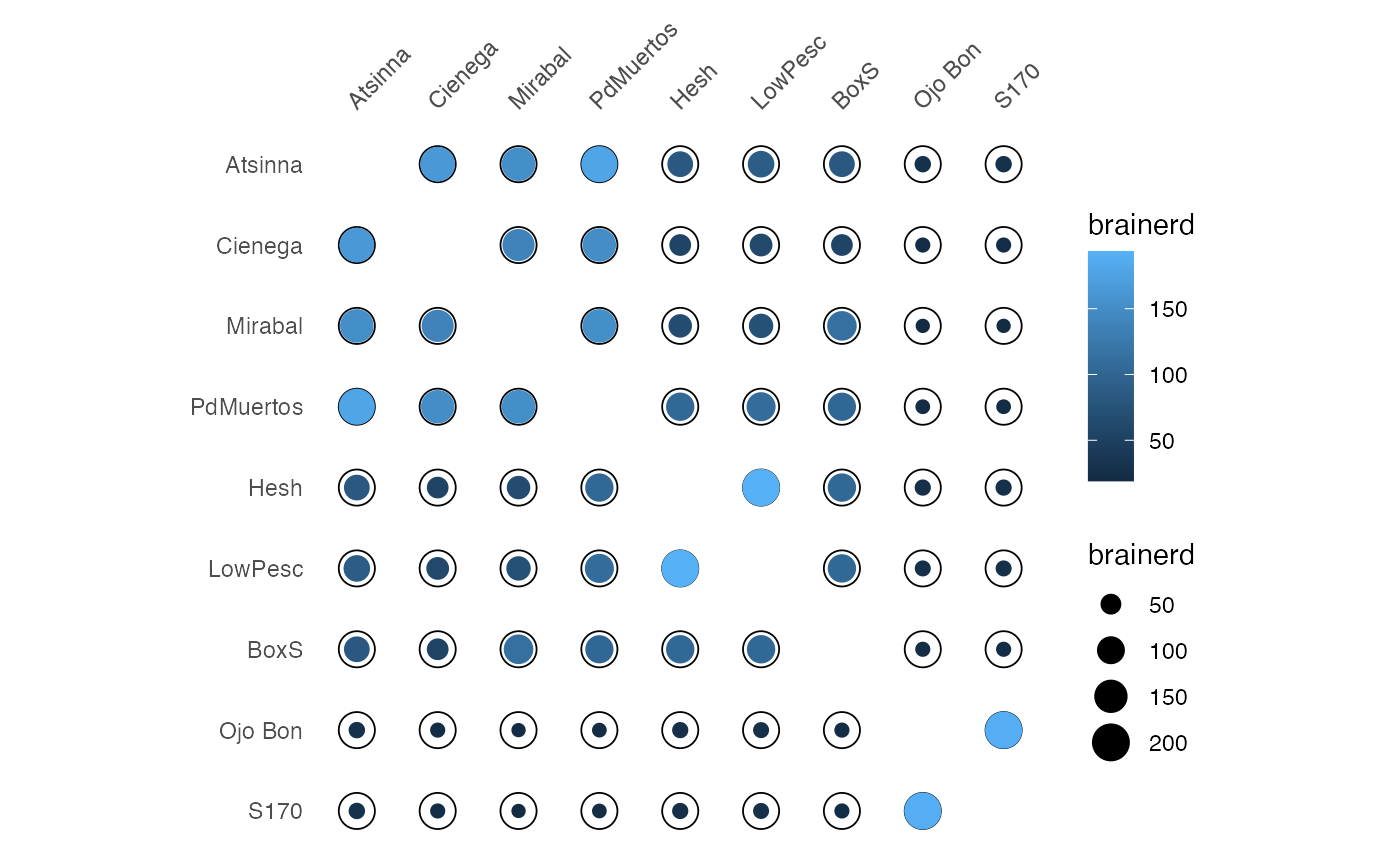 Atsinna
Cienega
Mirabal
PdMuertos
Hesh
LowPesc
BoxS
Ojo Bon
S170
Atsinna
Cienega
Mirabal
PdMuertos
Hesh
LowPesc
BoxS
Ojo Bon
S170
brainerd
150
100
50
brainerd
50
100
150
200